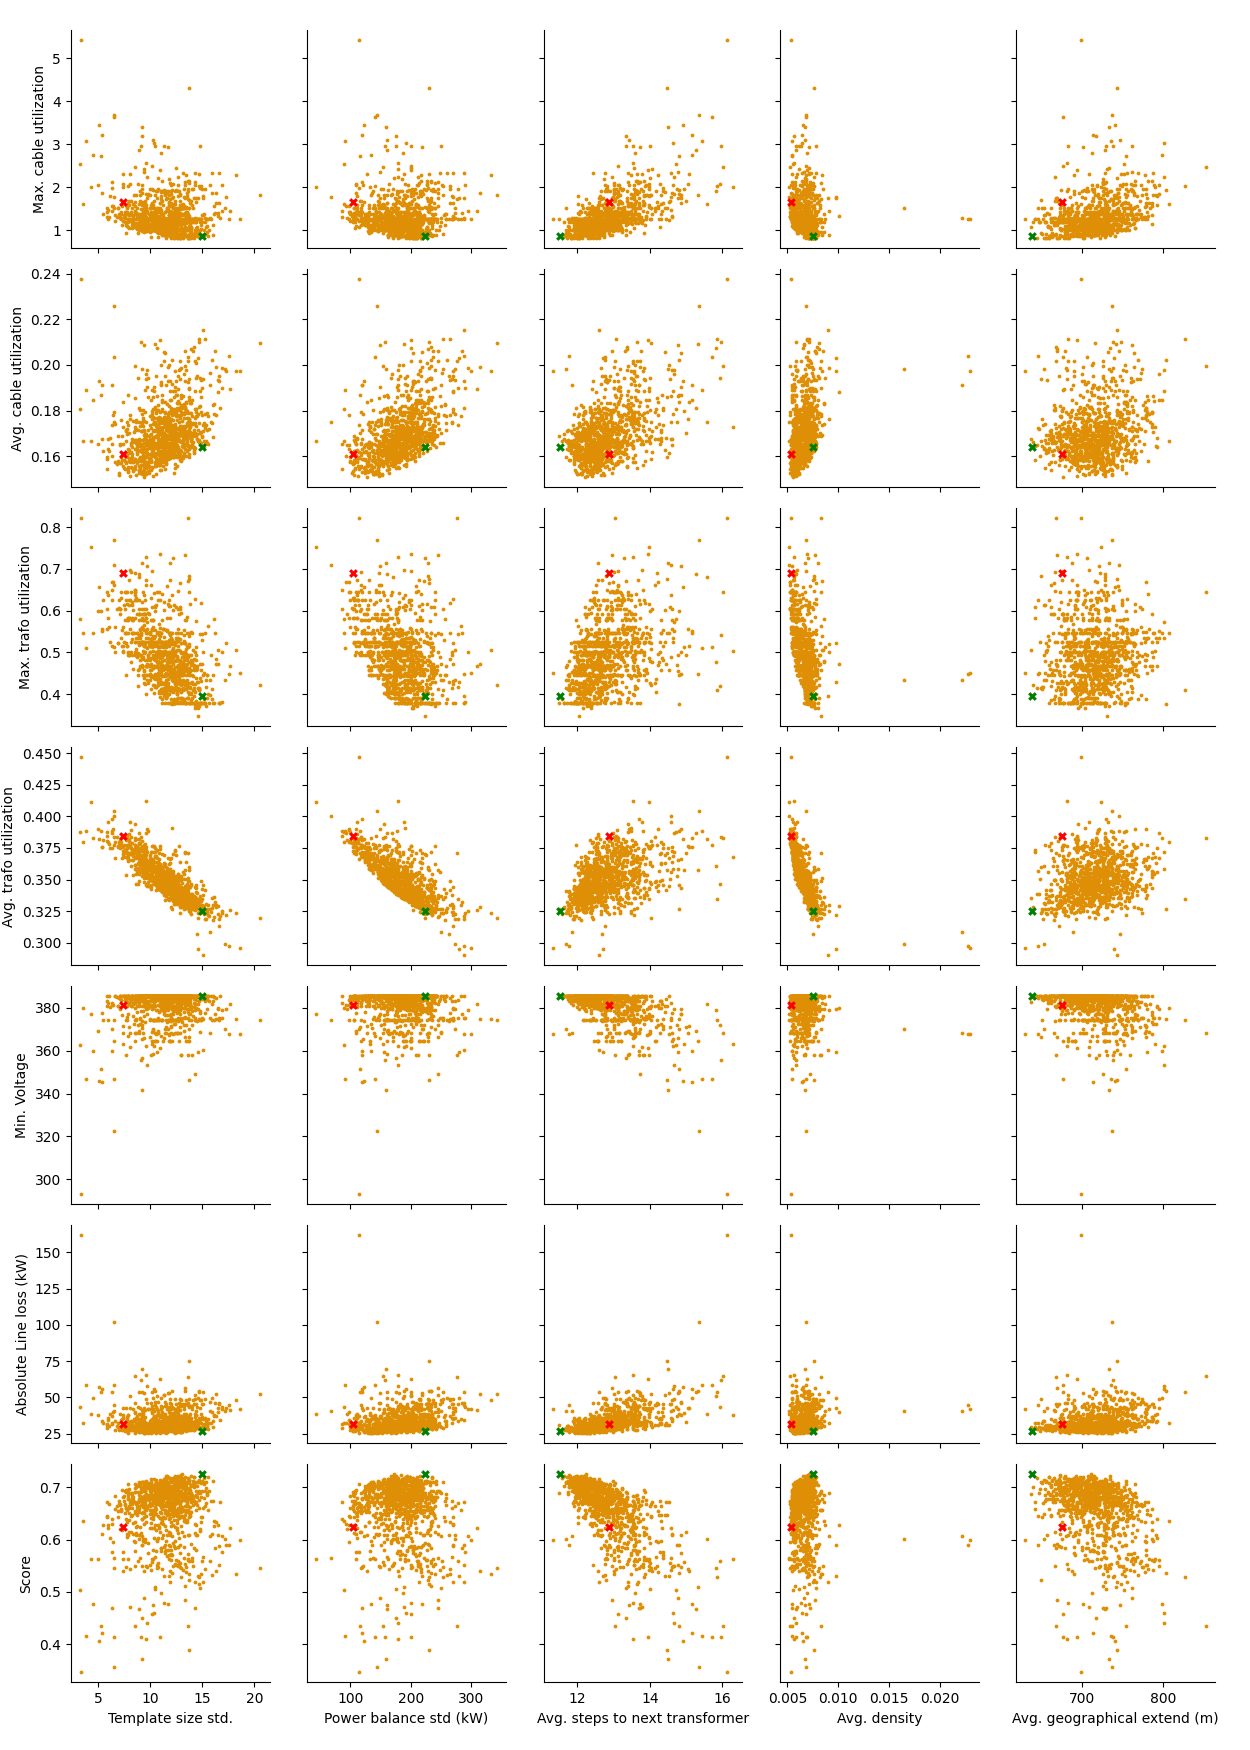 Max. cable utilization
5
4
3
2
1
Avg. cable utilization
0.24
0.22
0.20
0.18
0.16
Max. trafo utilization
0.8
0.7
0.6
0.5
0.4
Avg. trafo utilization
0.450
0.425
0.400
0.375
0.350
0.325
0.300
Min. Voltage
380
360
340
320
300
Absolute Line loss (kW)
150
125
100
75
50
25
Score
0.7
0.6
0.5
0.4
5 10 15 20
100 200 300
12 14 16
0.005 0.010 0.015 0.020
700 800
Template size std.
Power balance std (kW)
Avg. steps to next transformer
Avg. density
Avg. geographical extend (m)